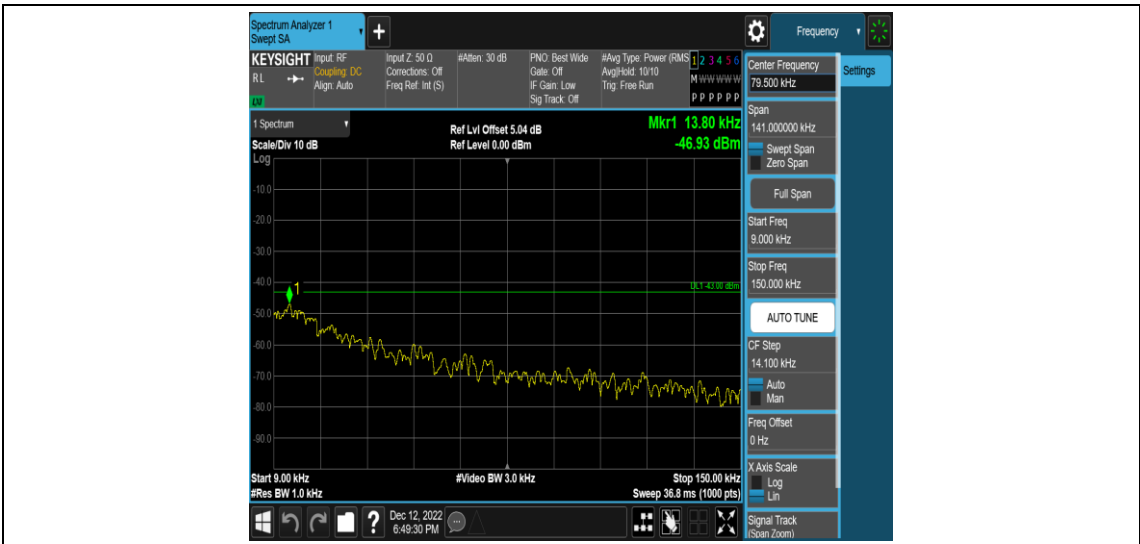 Spectrum Analyzer 1
Swept SA
+
Frequency
KEYSIGHT
RL
LXI
Input: RF
Coupling: DC
Align: Auto
Input Z: 50 Ω
Corrections: Off
Freq Ref: Int (S)
#Atten: 30 dB
PNO: Best Wide
Gate: Off
IF Gain: Low
Sig Track: Off
#Avg Type: Power (RMS
Avg|Hold: 10/10
Trig: Free Run
1 2 3 4 5 6
M W W W W W
P P P P P P
1 Spectrum
Scale/Div 10 dB
Log
Ref Lvl Offset 5.04 dB
Ref Level 0.00 dBm
Mkr1 13.80 kHz
-46.93 dBm
-10.0
-20.0
-30.0
-40.0
1
DL1 -43.00 dBm
-50.0
-60.0
-70.0
-80.0
-90.0
Start 9.00 kHz
#Res BW 1.0 kHz
#Video BW 3.0 kHz
Stop 150.00 kHz
Sweep 36.8 ms (1000 pts)
?
Dec 12, 2022
6:49:30 PM
Center Frequency
79.500 kHz
Settings
Span
141.000000 kHz
Swept Span
Zero Span
Full Span
Start Freq
9.000 kHz
Stop Freq
150.000 kHz
AUTO TUNE
CF Step
14.100 kHz
Auto
Man
Freq Offset
0 Hz
X Axis Scale
Log
Lin
Signal Track
(Span Zoom)